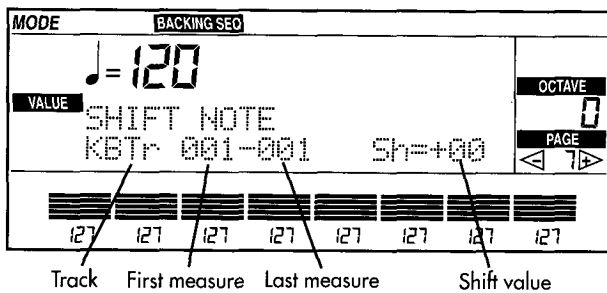 MODE BACKING SEQ
♩=120
OCTAVE
0
VALUE
SHIFT NOTE
PAGE
KBTr 001-001 Sh=+00
- 7 +
127 127 127 127 127 127 127 127
Track First measure Last measure Shift value